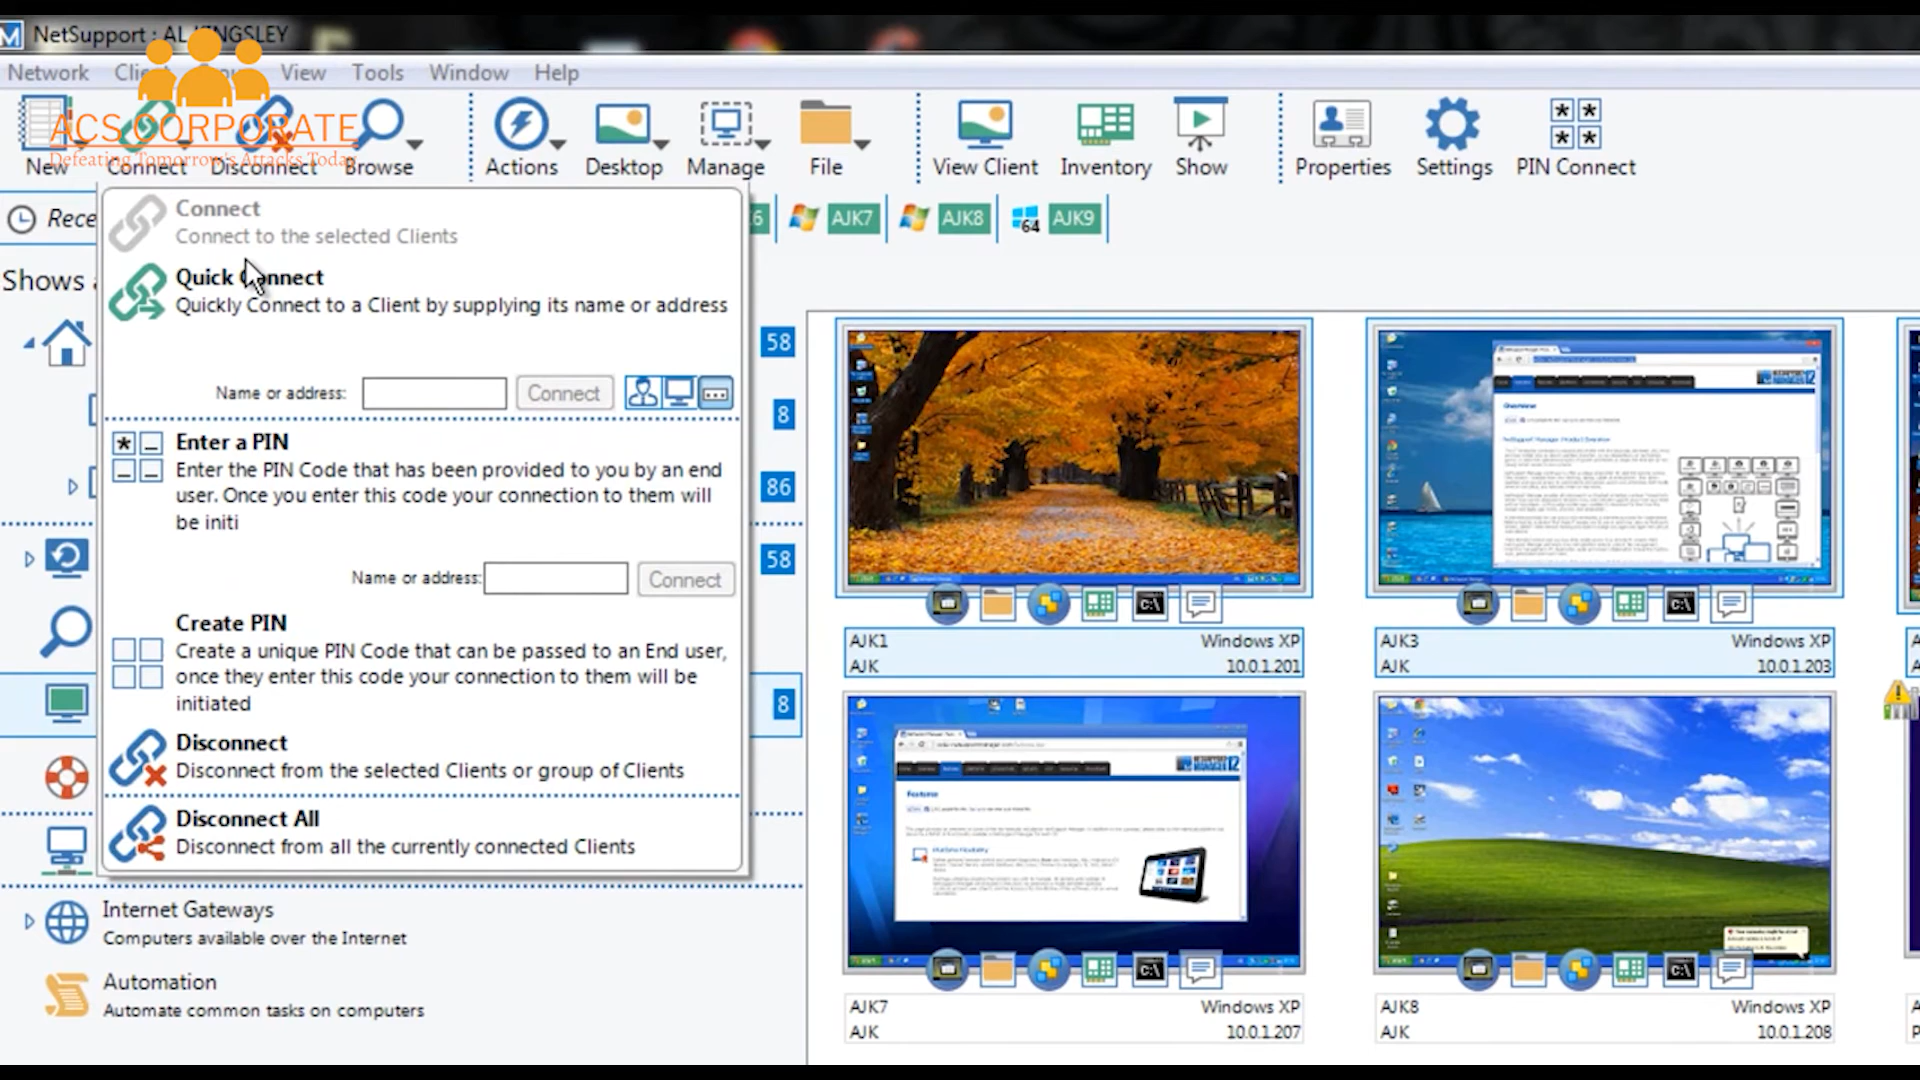 NetSupport : AL KINGSLEY
Network Client Group View Tools Window Help
ACS CORPORATE
Defeating Tomorrow's Attacks Today
New Connect Disconnect Browse Actions Desktop Manage File View Client Inventory Show Properties Settings PIN Connect
Rece
AJK7 AJK8 64 AJK9
Shows
Connect
Connect to the selected Clients
Quick Connect
Quickly Connect to a Client by supplying its name or address
Name or address: Connect
Enter a PIN
Enter the PIN Code that has been provided to you by an end
user. Once you enter this code your connection to them will
be initi
Name or address: Connect
Create PIN
Create a unique PIN Code that can be passed to an End user,
once they enter this code your connection to them will be
initiated
Disconnect
Disconnect from the selected Clients or group of Clients
Disconnect All
Disconnect from all the currently connected Clients
58
8
86
58
8
Internet Gateways
Computers available over the Internet
Automation
Automate common tasks on computers
AJK1 Windows XP
AJK 10.0.1.201
AJK3 Windows XP
AJK 10.0.1.203
AJK7 Windows XP
AJK 10.0.1.207
AJK8 Windows XP
AJK 10.0.1.208